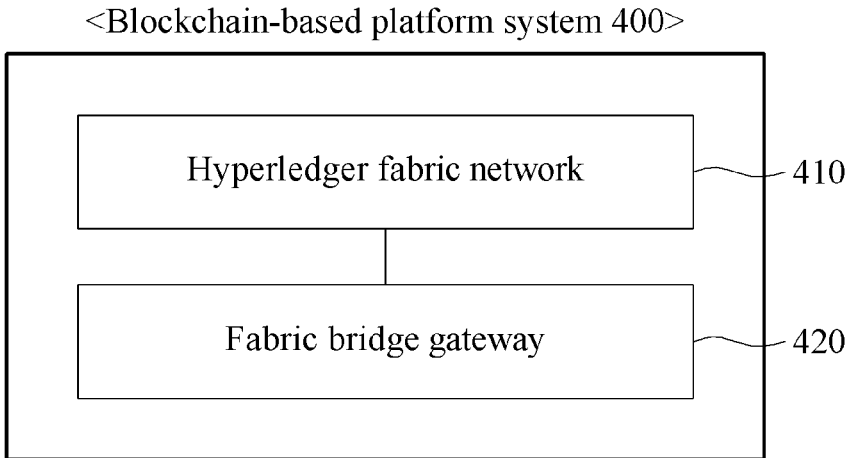 <Blockchain-based platform system 400>
Hyperledger fabric network
410
Fabric bridge gateway
420